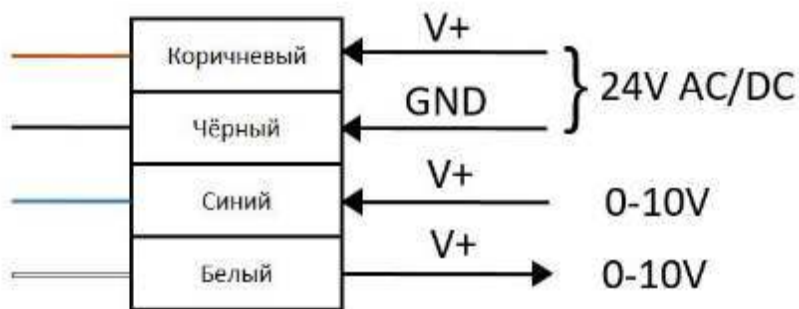 Коричневый V+
Чёрный GND
24V AC/DC
Синий V+ 0-10V
Белый V+ 0-10V